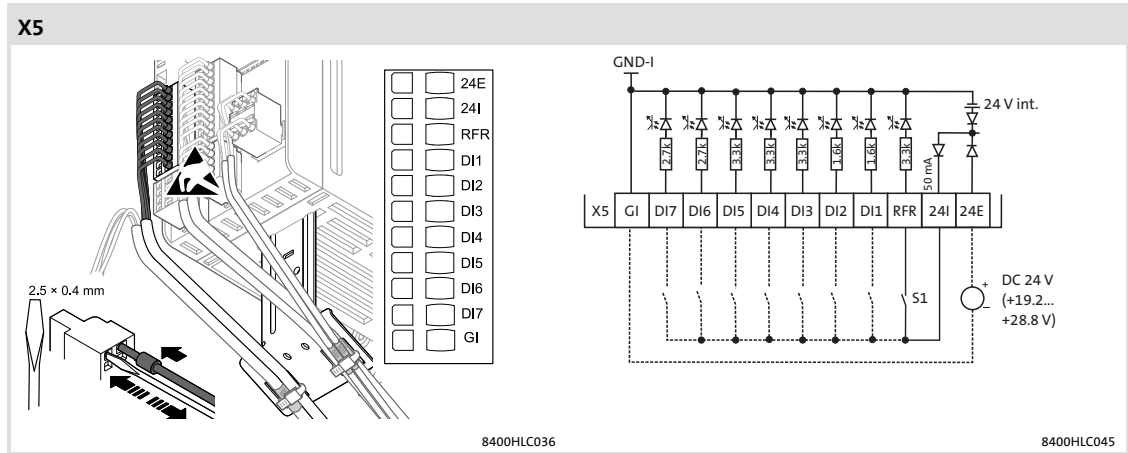 X5
24E
24I
RFR
DI1
DI2
DI3
DI4
DI5
DI6
DI7
GI
2.5 × 0.4 mm
8400HLC036
GND-I
24 V int.
2.7k 2.7k 3.3k 3.3k 3.3k 1.6k 1.6k 3.3k 50 mA
X5 GI DI7 DI6 DI5 DI4 DI3 DI2 DI1 RFR 24I 24E
S1
+
–
DC 24 V
(+19.2...
+28.8 V)
8400HLC045